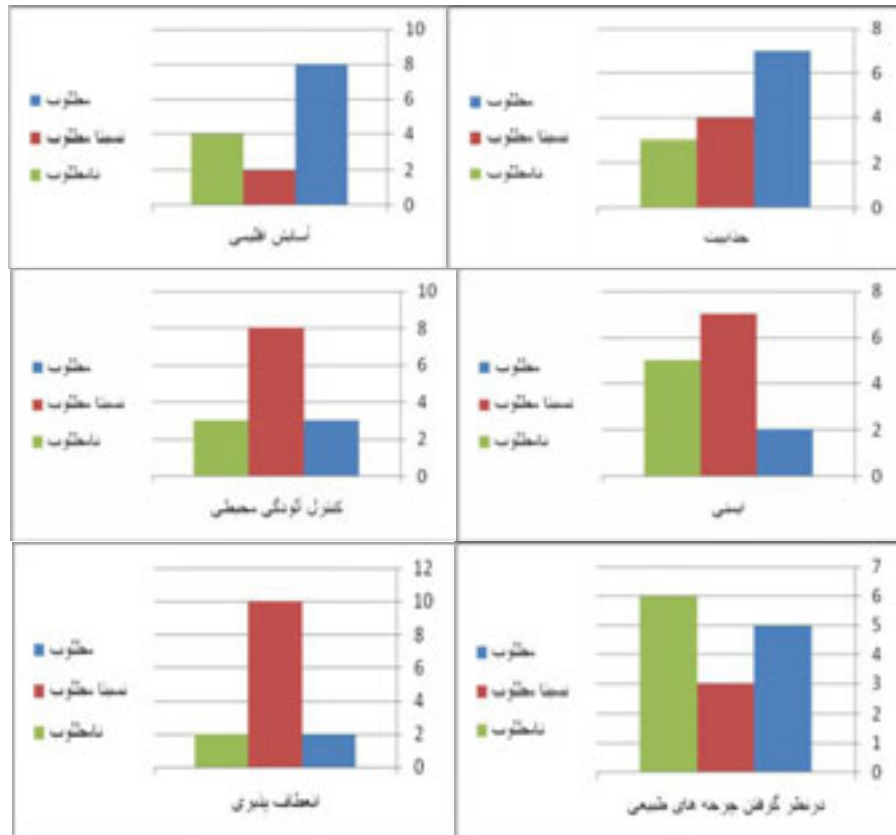 10
8
6
4
2
0
مطلوب
نسبتا مطلوب
نامطلوب
آسایش اقلیمی
8
6
4
2
0
مطلوب
نسبتا مطلوب
نامطلوب
جذابیت
10
8
6
4
2
0
مطلوب
نسبتا مطلوب
نامطلوب
کنترل آلودگی محیطی
8
6
4
2
0
مطلوب
نسبتا مطلوب
نامطلوب
ایمنی
12
10
8
6
4
2
0
مطلوب
نسبتا مطلوب
نامطلوب
انعطاف پذیری
7
6
5
4
3
2
1
0
مطلوب
نسبتا مطلوب
نامطلوب
درنظر گرفتن چرخه های طبیعی